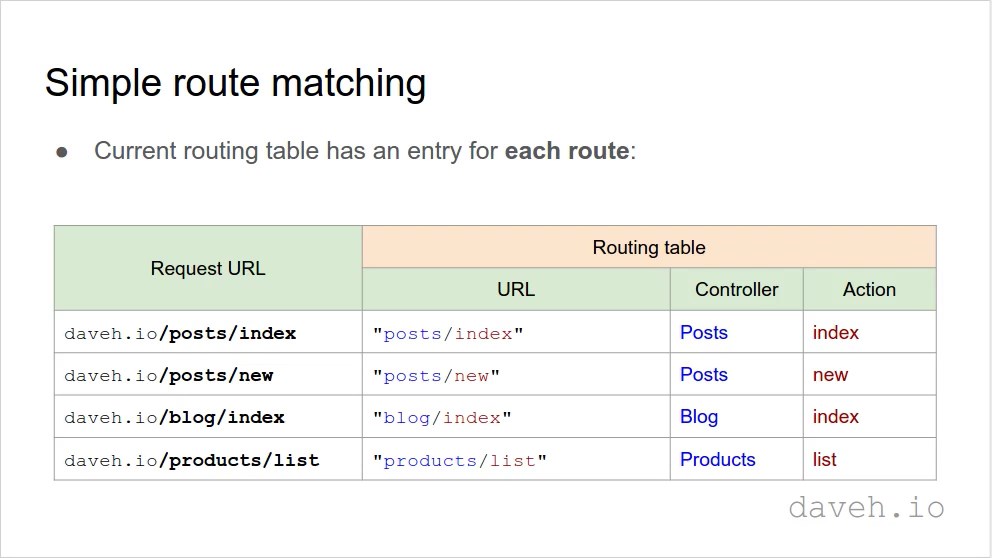 Simple route matching
● Current routing table has an entry for each route:
Request URL
Routing table
URL Controller Action
daveh.io/posts/index "posts/index" Posts index
daveh.io/posts/new "posts/new" Posts new
daveh.io/blog/index "blog/index" Blog index
daveh.io/products/list "products/list" Products list
daveh.io